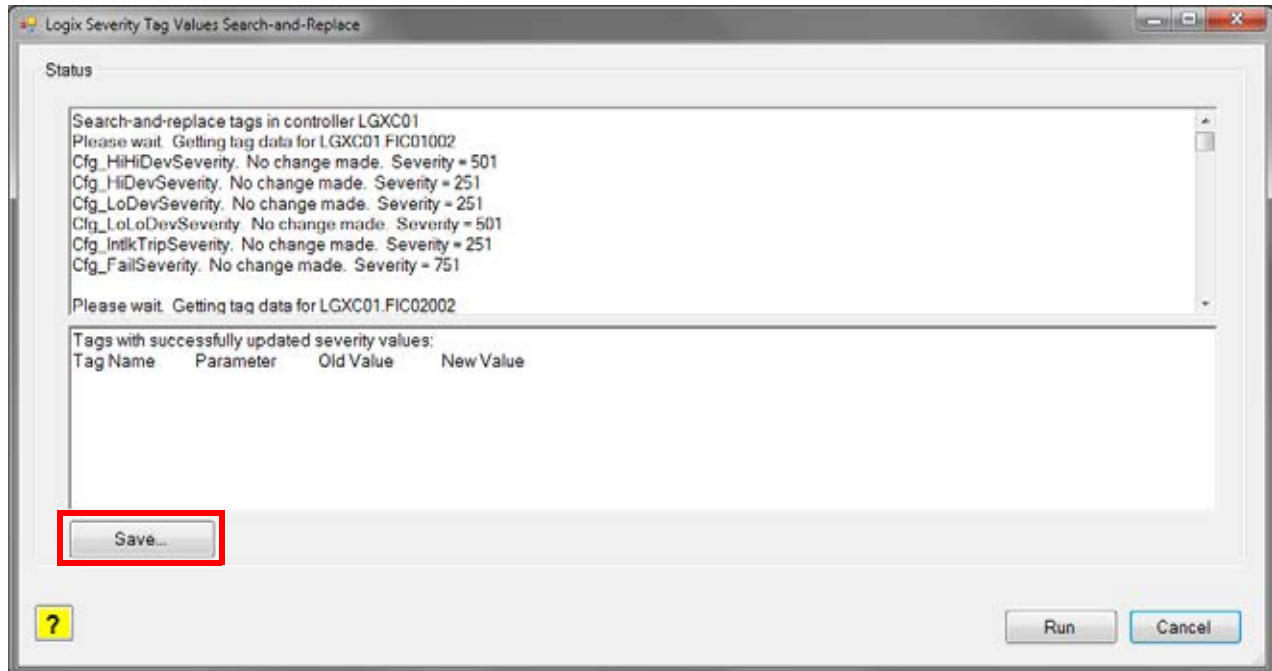 Logix Severity Tag Values Search-and-Replace
Status
Search-and-replace tags in controller LGXC01
Please wait. Getting tag data for LGXC01.FIC01002
Cfg_HiHiDevSeverity. No change made. Severity = 501
Cfg_HiDevSeverity. No change made. Severity = 251
Cfg_LoDevSeverity. No change made. Severity = 251
Cfg_LoLoDevSeverity. No change made. Severity = 501
Cfg_IntlkTripSeverity. No change made. Severity = 251
Cfg_FailSeverity. No change made. Severity = 751
Please wait. Getting tag data for LGXC01.FIC02002
Tags with successfully updated severity values:
Tag Name Parameter Old Value New Value
Save...
?
Run Cancel